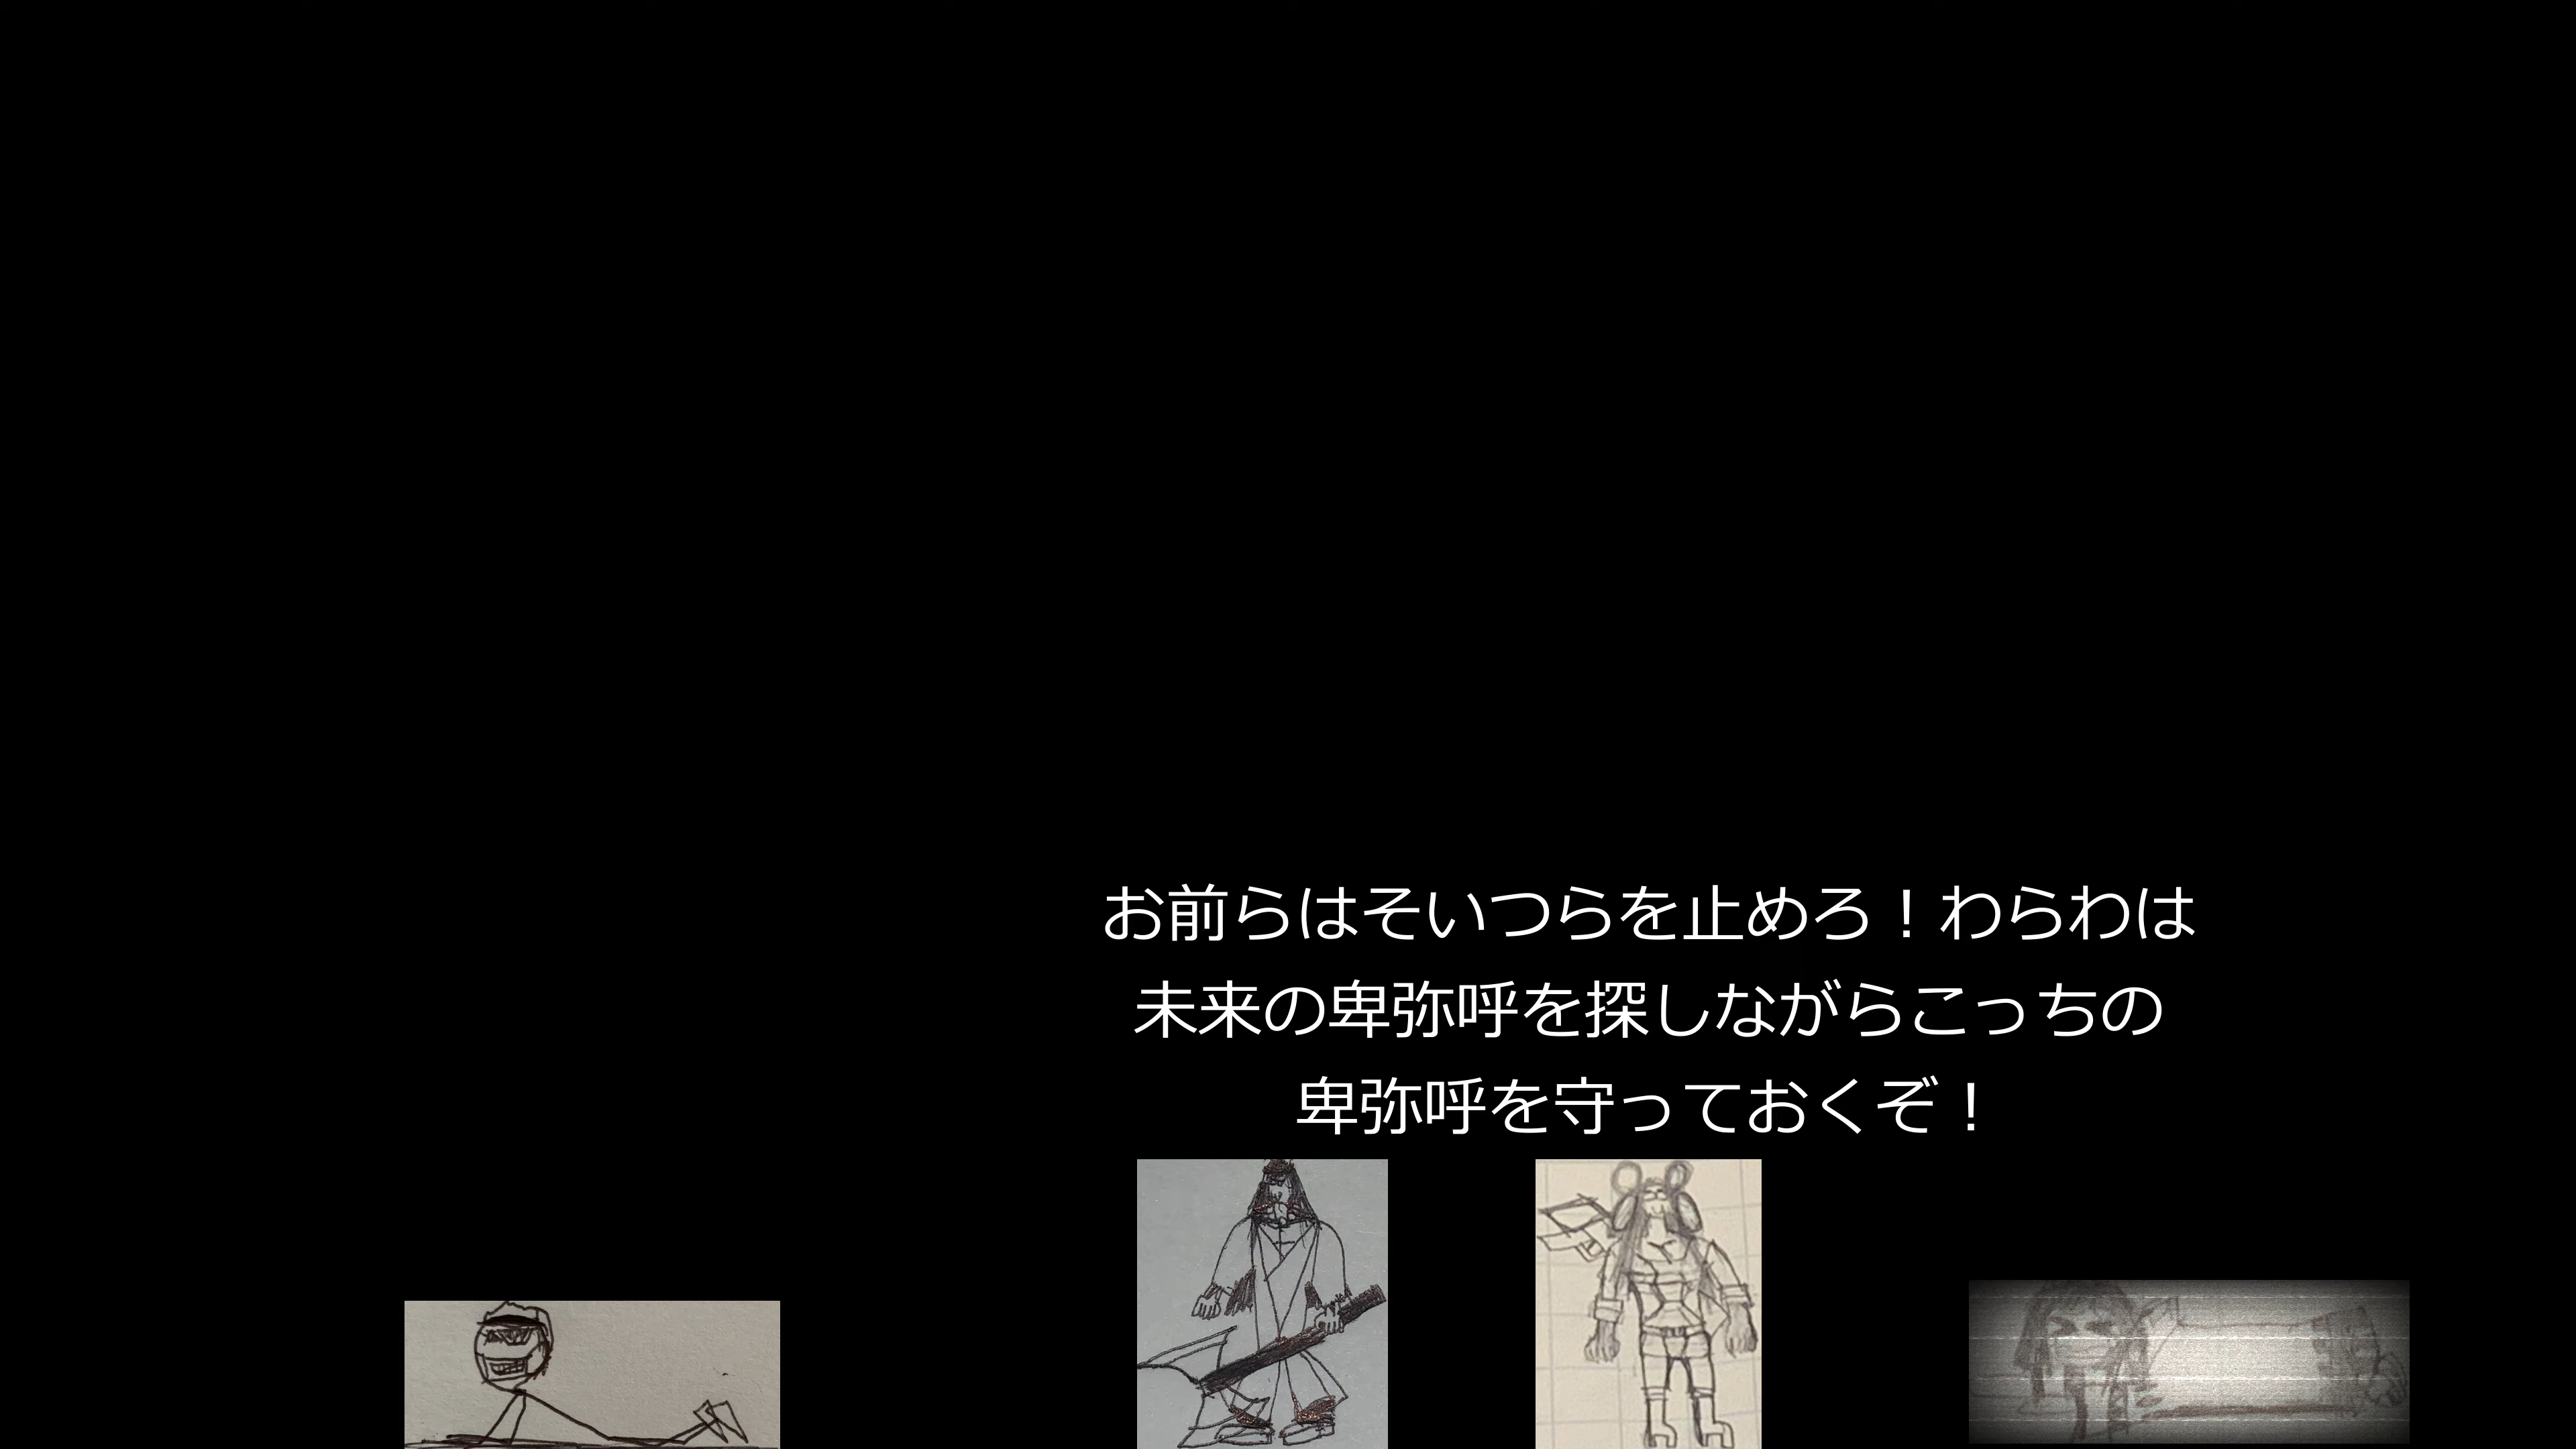 お前らはそいつらを止めろ！わらわは
未来の卑弥呼を探しながらこっちの
卑弥呼を守っておくぞ！